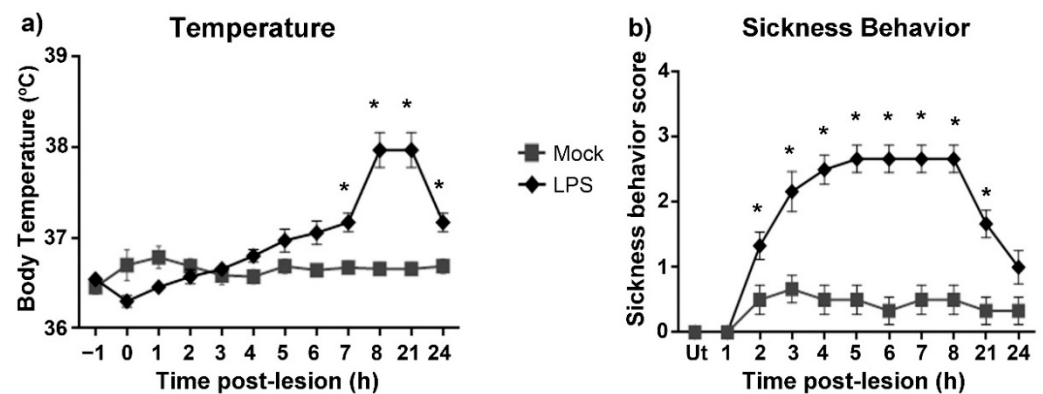 a) Temperature
Body Temperature (ºC)
39
38
37
36
* * * *
−1 0 1 2 3 4 5 6 7 8 21 24
Time post-lesion (h)
Mock
LPS
b) Sickness Behavior
Sickness behavior score
4
3
2
1
0
* * * * * * * *
Ut 1 2 3 4 5 6 7 8 21 24
Time post-lesion (h)